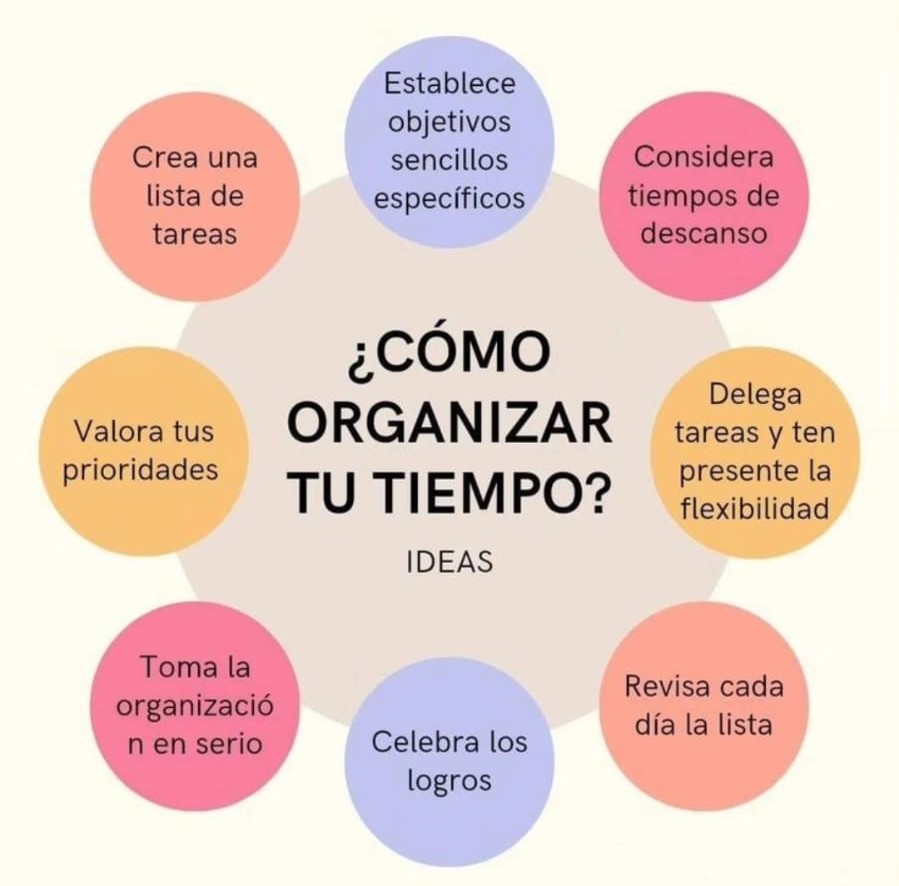 ¿CÓMO
ORGANIZAR
TU TIEMPO?
IDEAS
Establece
objetivos
sencillos
específicos
Considera
tiempos de
descanso
Delega
tareas y ten
presente la
flexibilidad
Revisa cada
día la lista
Celebra los
logros
Toma la
organizació
n en serio
Valora tus
prioridades
Crea una
lista de
tareas